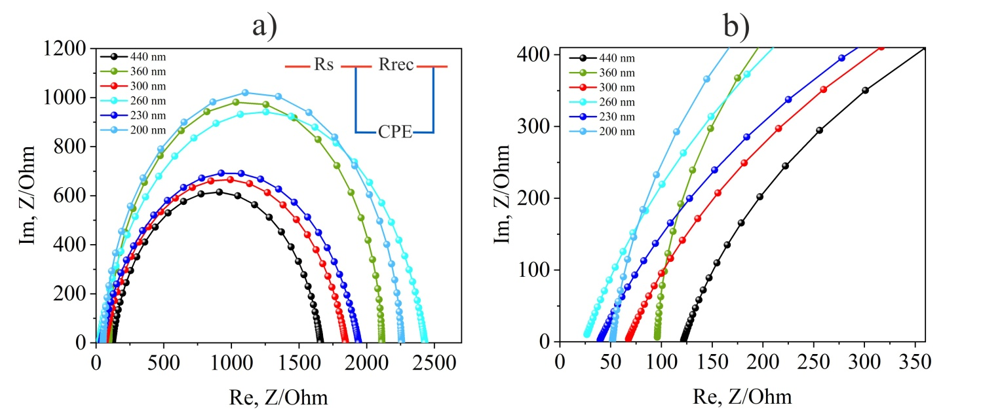 a)
1200
1000
800
600
400
200
0
Im, Z/Ohm
440 nm
360 nm
300 nm
260 nm
230 nm
200 nm
Rs
Rrec
CPE
0 500 1000 1500 2000 2500
Re, Z/Ohm
b)
400
300
200
100
0
Im, Z/Ohm
440 nm
360 nm
300 nm
260 nm
230 nm
200 nm
0 50 100 150 200 250 300 350
Re, Z/Ohm